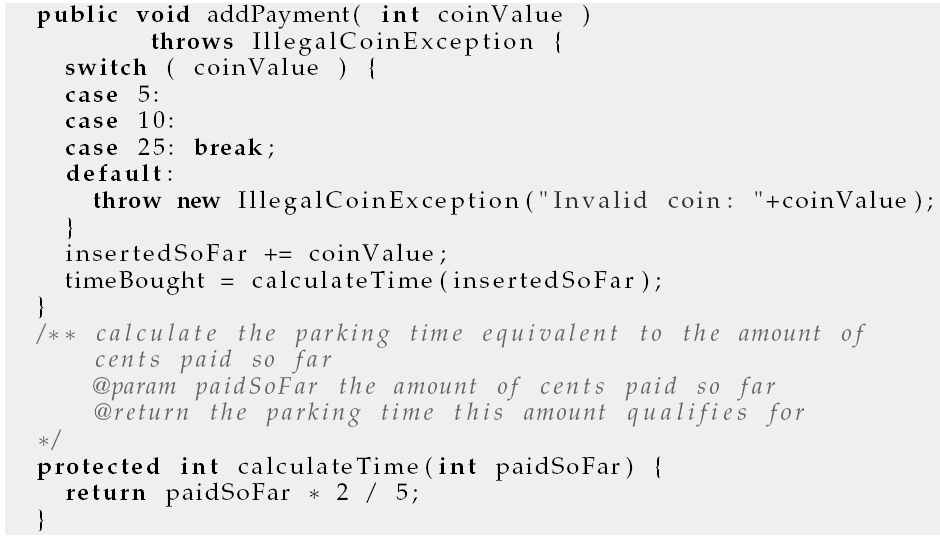 public void addPayment( int coinValue )
throws IllegalCoinException {
switch ( coinValue ) {
case 5:
case 10:
case 25: break;
default:
throw new IllegalCoinException("Invalid coin: "+coinValue);
}
insertedSoFar += coinValue;
timeBought = calculateTime(insertedSoFar);
}
/** calculate the parking time equivalent to the amount of
cents paid so far
@param paidSoFar the amount of cents paid so far
@return the parking time this amount qualifies for
*/
protected int calculateTime(int paidSoFar) {
return paidSoFar * 2 / 5;
}